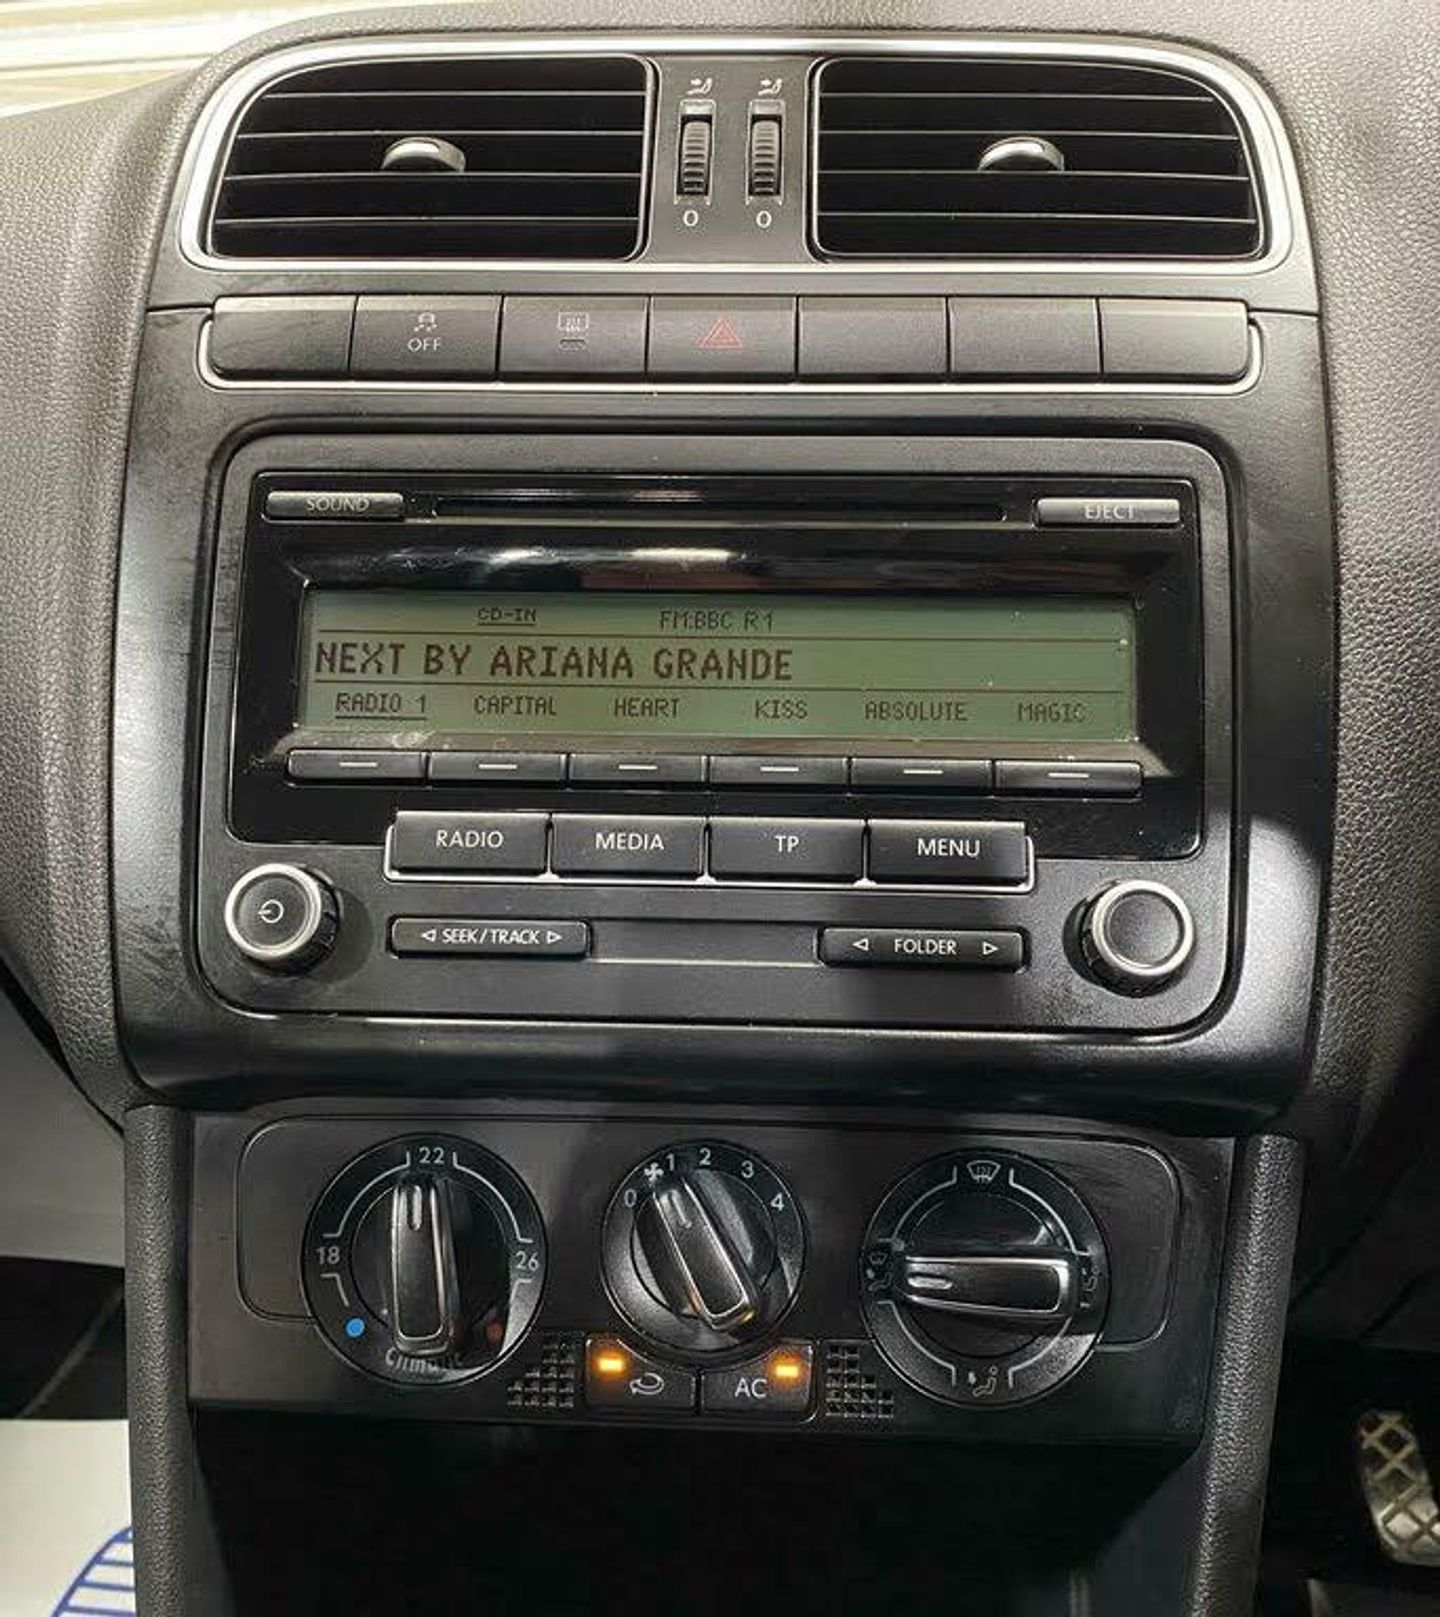 0 0
OFF
SOUND EJECT
CD-IN FM:BBC R1
NEXT BY ARIANA GRANDE
RADIO 1 CAPITAL HEART KISS ABSOLUTE MAGIC
RADIO MEDIA TP MENU
SEEK/TRACK FOLDER
22
18 26
Climatic
0 1 2 3 4
AC